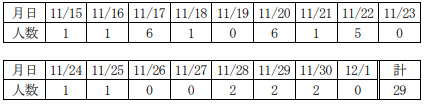 月日 11/15 11/16 11/17 11/18 11/19 11/20 11/21 11/22 11/23
人数 1 1 6 1 0 6 1 5 0
月日 11/24 11/25 11/26 11/27 11/28 11/29 11/30 12/1 計
人数 1 1 0 0 2 2 2 0 29